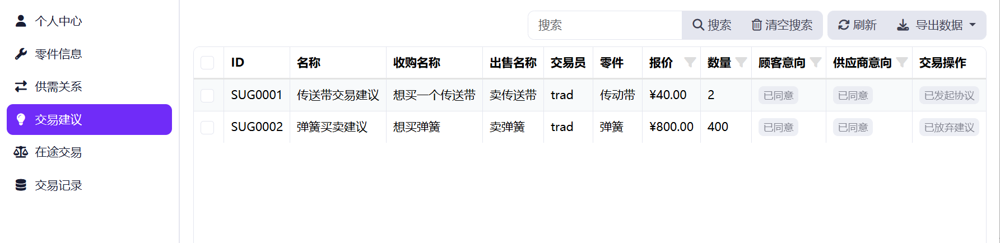 个人中心
零件信息
供需关系
交易建议
在途交易
交易记录
搜索 搜索 清空搜索 刷新 导出数据
ID 名称 收购名称 出售名称 交易员 零件 报价 数量 顾客意向 供应商意向 交易操作
SUG0001 传送带交易建议 想买一个传送带 卖传送带 trad 传动带 ¥40.00 2 已同意 已同意 已发起协议
SUG0002 弹簧买卖建议 想买弹簧 卖弹簧 trad 弹簧 ¥800.00 400 已同意 已同意 已放弃建议